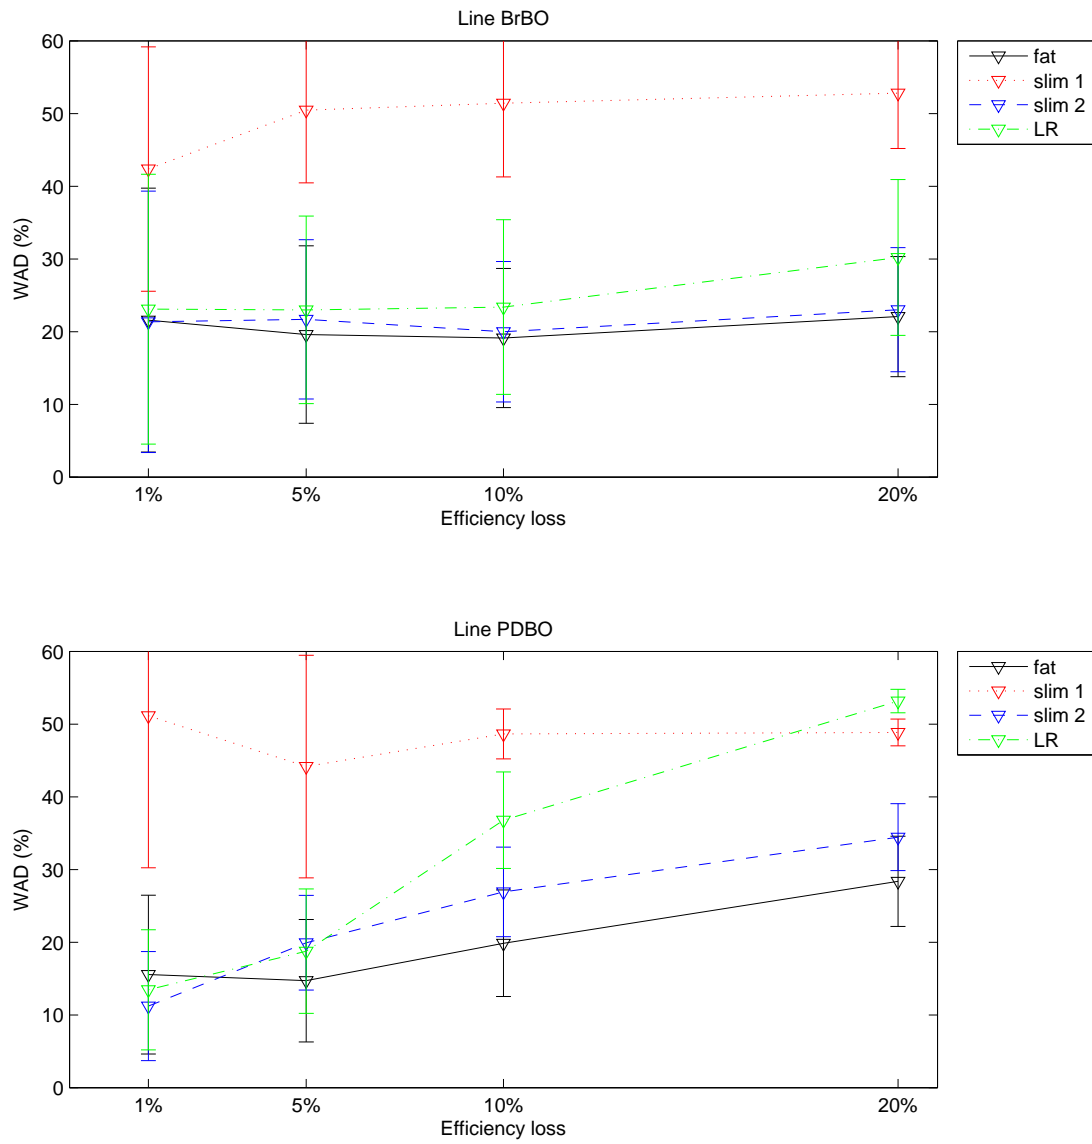 Line BrBO
60
50
40
30
20
10
0
WAD (%)
1% 5% 10% 20%
Efficiency loss
fat
slim 1
slim 2
LR
Line PDBO
60
50
40
30
20
10
0
WAD (%)
1% 5% 10% 20%
Efficiency loss
fat
slim 1
slim 2
LR